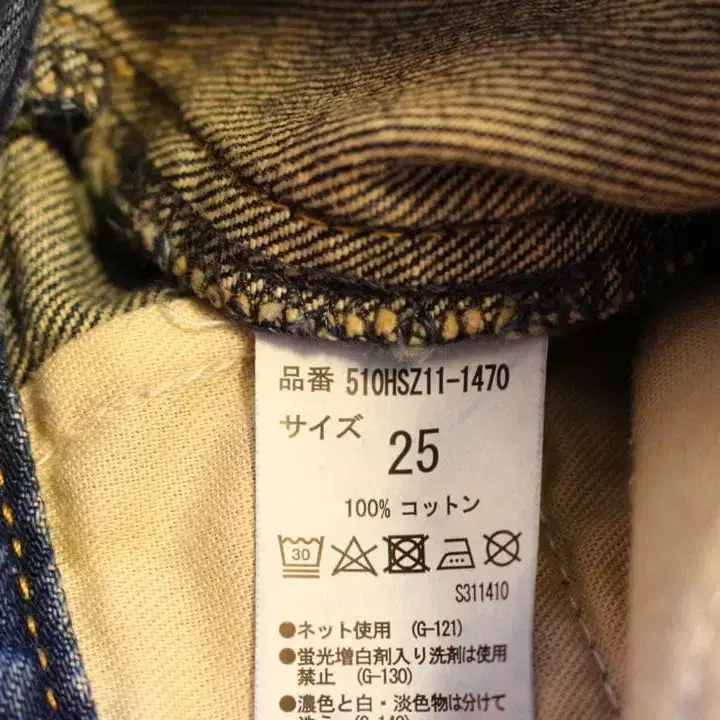 品番 510HSZ11-1470
サイズ
25
100% コットン
30
S311410
●ネット使用 (G-121)
●蛍光増白剤入り洗剤は使用
禁止 (G-130)
●濃色と白・淡色物は分けて